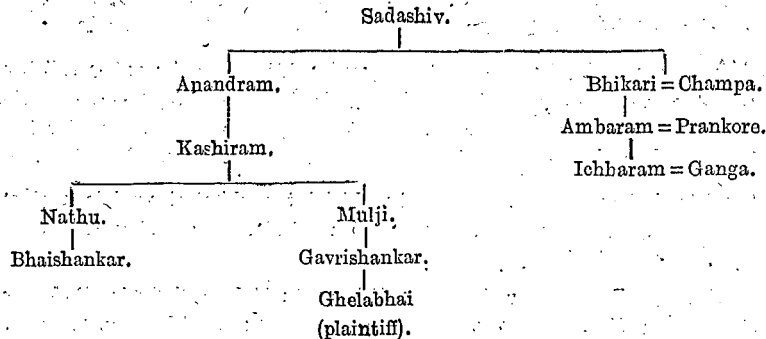 Sadashiv.
Anandram. Bhikari = Champa.
Ambaram = Prankore.
Kashiram.
Ichharam = Ganga.
Nathu. Mulji.
Bhaishankar. Gavrishankar.
Ghelabhai
(plaintiff).